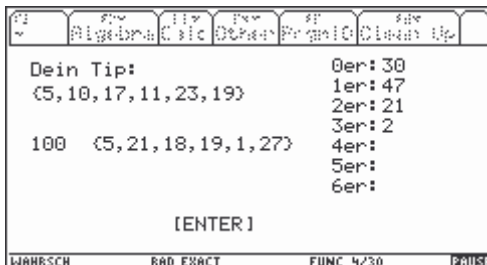 Algebra Calc Other PrgmIO Clean Up
Dein Tip:
{5,10,17,11,23,19}
100 {5,21,18,19,1,27}
0er: 30
1er: 47
2er: 21
3er: 2
4er:
5er:
6er:
[ENTER]
WAHRSCH RAD EXACT FUNC 4/30 PAUSE